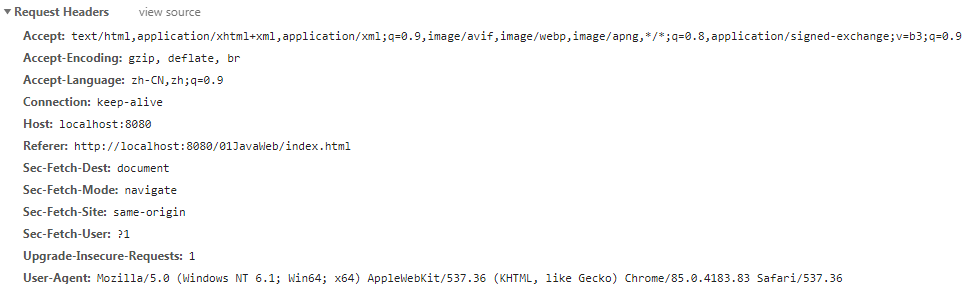 Request Headers view source
Accept: text/html,application/xhtml+xml,application/xml;q=0.9,image/avif,image/webp,image/apng,*/*;q=0.8,application/signed-exchange;v=b3;q=0.9
Accept-Encoding: gzip, deflate, br
Accept-Language: zh-CN,zh;q=0.9
Connection: keep-alive
Host: localhost:8080
Referer: http://localhost:8080/01JavaWeb/index.html
Sec-Fetch-Dest: document
Sec-Fetch-Mode: navigate
Sec-Fetch-Site: same-origin
Sec-Fetch-User: ?1
Upgrade-Insecure-Requests: 1
User-Agent: Mozilla/5.0 (Windows NT 6.1; Win64; x64) AppleWebKit/537.36 (KHTML, like Gecko) Chrome/85.0.4183.83 Safari/537.36